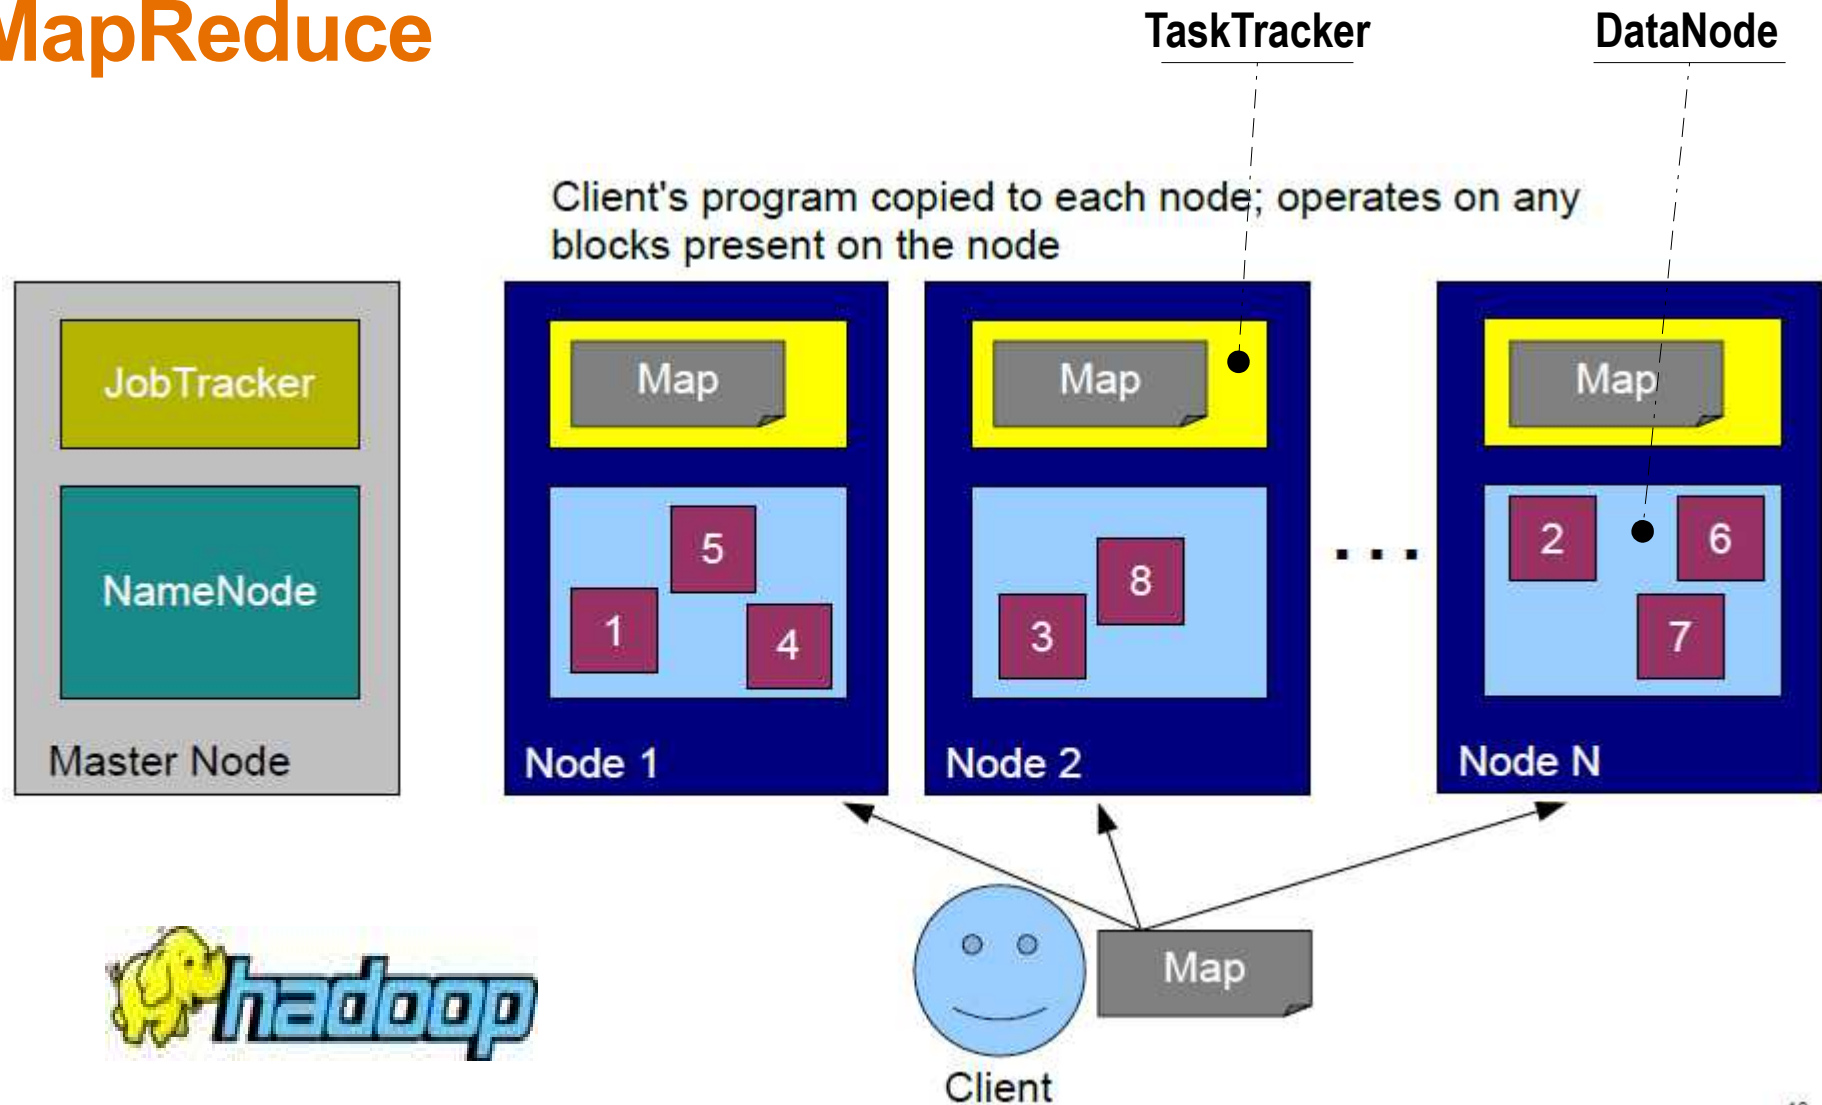 MapReduce
TaskTracker
DataNode
Client's program copied to each node; operates on any
blocks present on the node
JobTracker
NameNode
Master Node
Map
5
1
4
Node 1
Map
8
3
Node 2
...
Map
2
6
7
Node N
hadoop
Map
Client